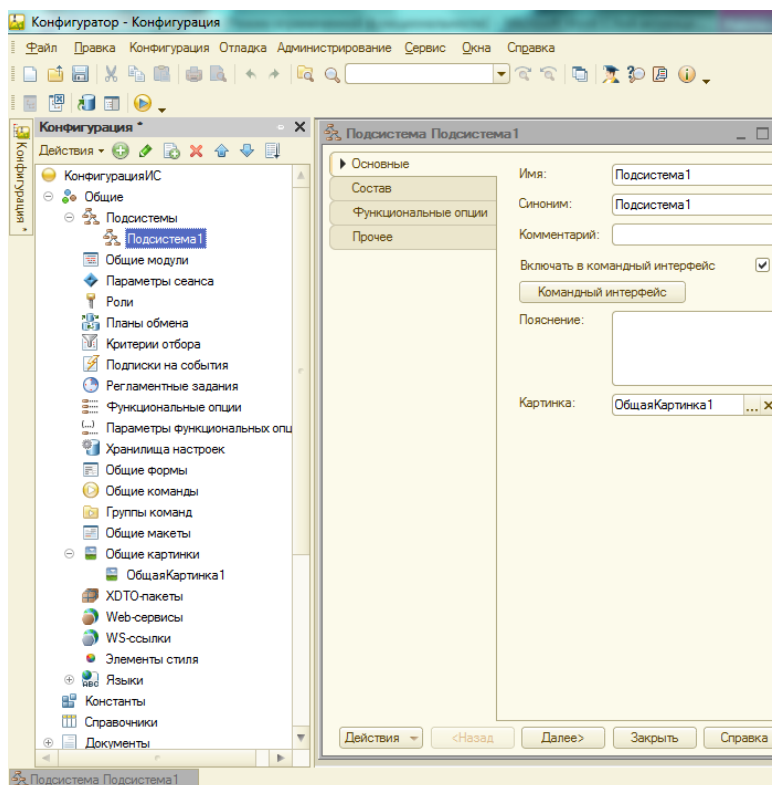 Конфигуратор - Конфигурация
Файл Правка Конфигурация Отладка Администрирование Сервис Окна Справка
Конфигурация *
Конфигурация *
Действия
КонфигурацияИС
Общие
Подсистемы
Подсистема1
Общие модули
Параметры сеанса
Роли
Планы обмена
Критерии отбора
Подписки на события
Регламентные задания
Функциональные опции
Параметры функциональных опц
Хранилища настроек
Общие формы
Общие команды
Группы команд
Общие макеты
Общие картинки
ОбщаяКартинка1
XDTO-пакеты
Web-сервисы
WS-ссылки
Элементы стиля
Языки
Константы
Справочники
Документы
Подсистема Подсистема1
Основные
Состав
Функциональные опции
Прочее
Имя: Подсистема1
Синоним: Подсистема1
Комментарий:
Включать в командный интерфейс
Командный интерфейс
Пояснение:
Картинка: ОбщаяКартинка1 ... x
Действия <Назад Далее> Закрыть Справка
Подсистема Подсистема1